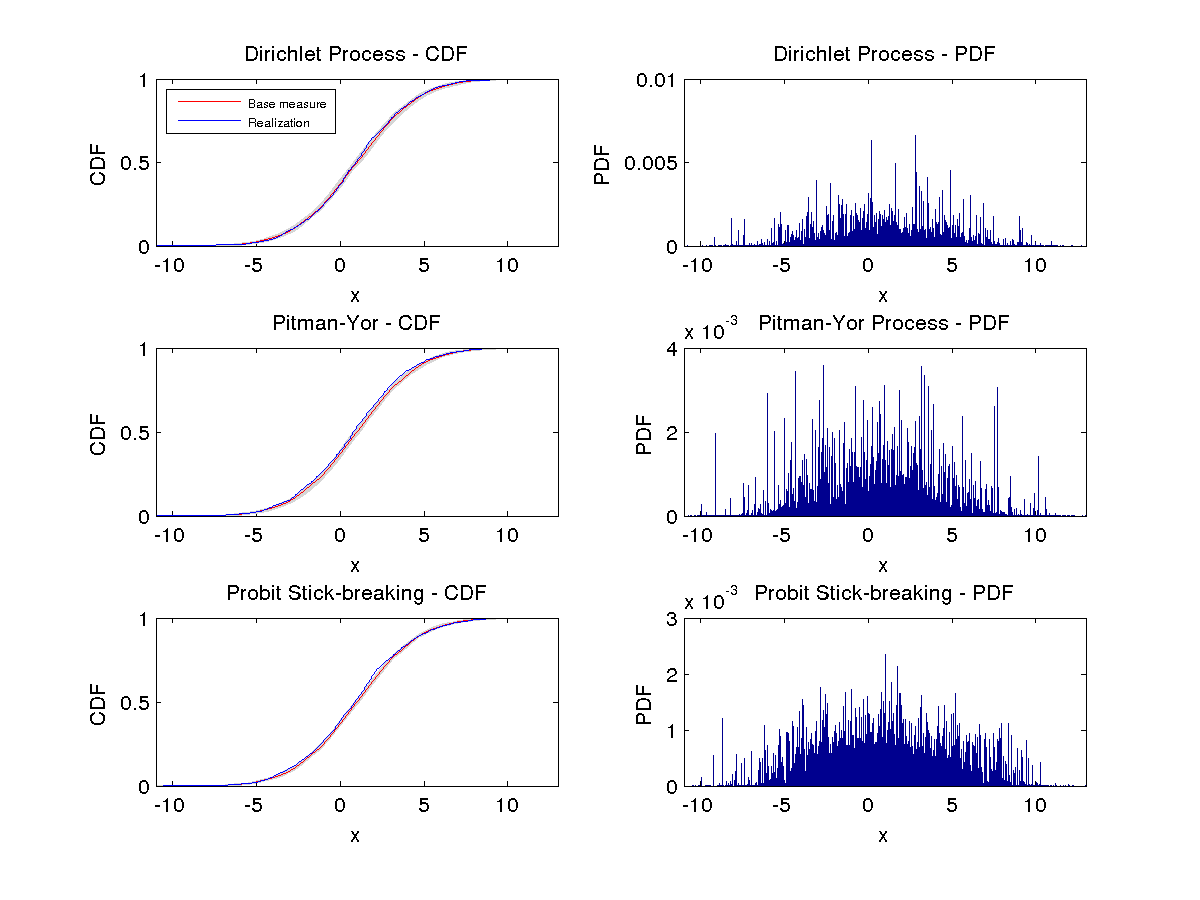 Dirichlet Process - CDF
1
0.5
0
CDF
Base measure
Realization
-10 -5 0 5 10
x
Dirichlet Process - PDF
0.01
0.005
0
PDF
-10 -5 0 5 10
x
Pitman-Yor - CDF
1
0.5
0
CDF
-10 -5 0 5 10
x
x 10-3 Pitman-Yor Process - PDF
4
2
0
PDF
-10 -5 0 5 10
x
Probit Stick-breaking - CDF
1
0.5
0
CDF
-10 -5 0 5 10
x
x 10-3 Probit Stick-breaking - PDF
3
2
1
0
PDF
-10 -5 0 5 10
x